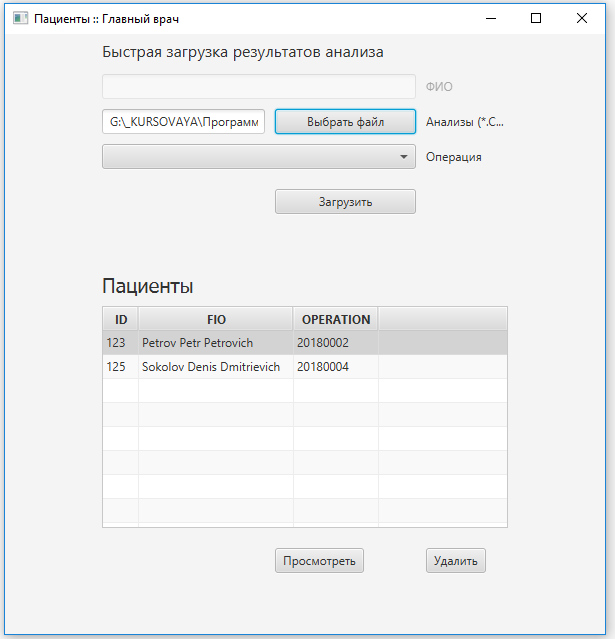 Пациенты :: Главный врач
Быстрая загрузка результатов анализа
ФИО
G:\_KURSOVAYA\Программ Выбрать файл Анализы (*.C...
Операция
Загрузить
Пациенты
ID FIO OPERATION
123 Petrov Petr Petrovich 20180002
125 Sokolov Denis Dmitrievich 20180004
Просмотреть Удалить